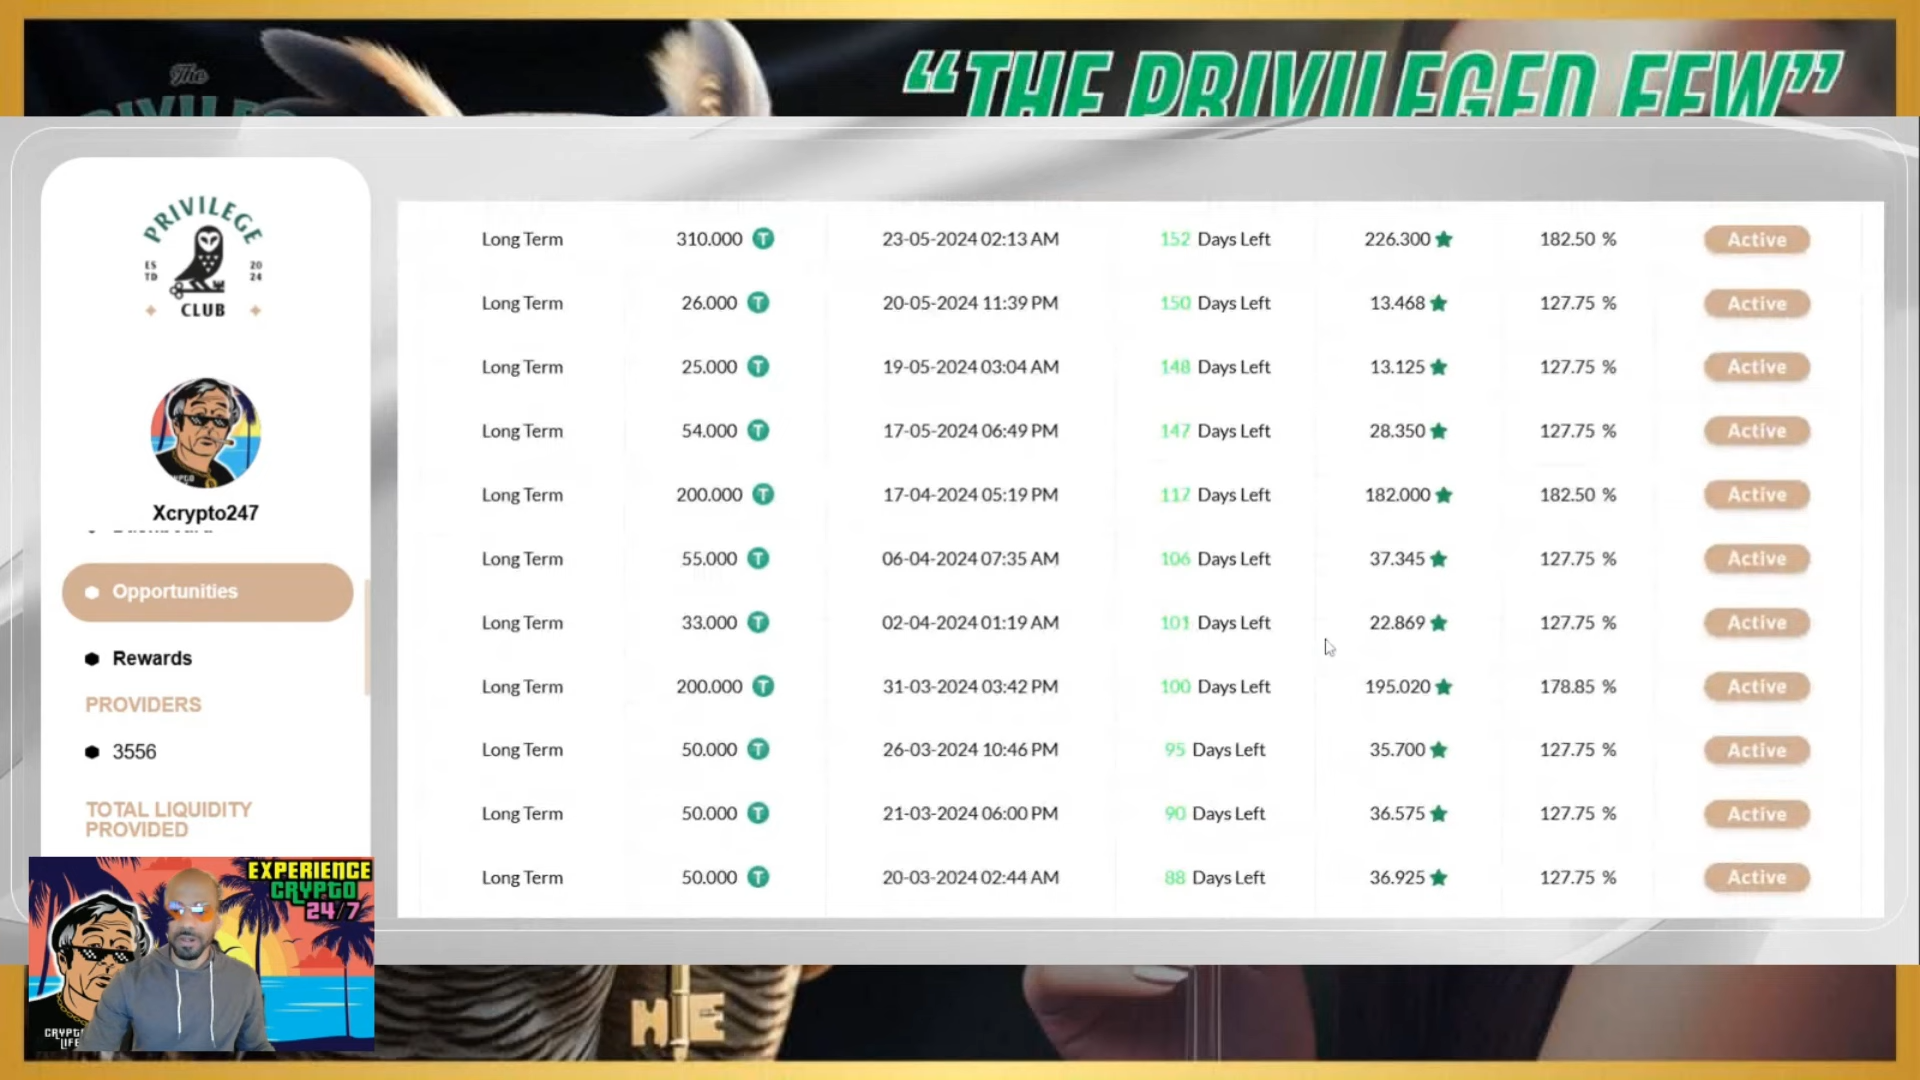 The
"THE PRIVILEGED FEW"
PRIVILEGE
ES TD
20 24
CLUB
Xcrypto247
Dashboard
Opportunities
Rewards
PROVIDERS
3556
TOTAL LIQUIDITY
PROVIDED
Long Term 310.000 T 23-05-2024 02:13 AM 152 Days Left 226.300 182.50 % Active
Long Term 26.000 T 20-05-2024 11:39 PM 150 Days Left 13.468 127.75 % Active
Long Term 25.000 T 19-05-2024 03:04 AM 148 Days Left 13.125 127.75 % Active
Long Term 54.000 T 17-05-2024 06:49 PM 147 Days Left 28.350 127.75 % Active
Long Term 200.000 T 17-04-2024 05:19 PM 117 Days Left 182.000 182.50 % Active
Long Term 55.000 T 06-04-2024 07:35 AM 106 Days Left 37.345 127.75 % Active
Long Term 33.000 T 02-04-2024 01:19 AM 101 Days Left 22.869 127.75 % Active
Long Term 200.000 T 31-03-2024 03:42 PM 100 Days Left 195.020 178.85 % Active
Long Term 50.000 T 26-03-2024 10:46 PM 95 Days Left 35.700 127.75 % Active
Long Term 50.000 T 21-03-2024 06:00 PM 90 Days Left 36.575 127.75 % Active
Long Term 50.000 T 20-03-2024 02:44 AM 88 Days Left 36.925 127.75 % Active
EXPERIENCE
CRYPTO
24/7
CRYPTO
LIFE